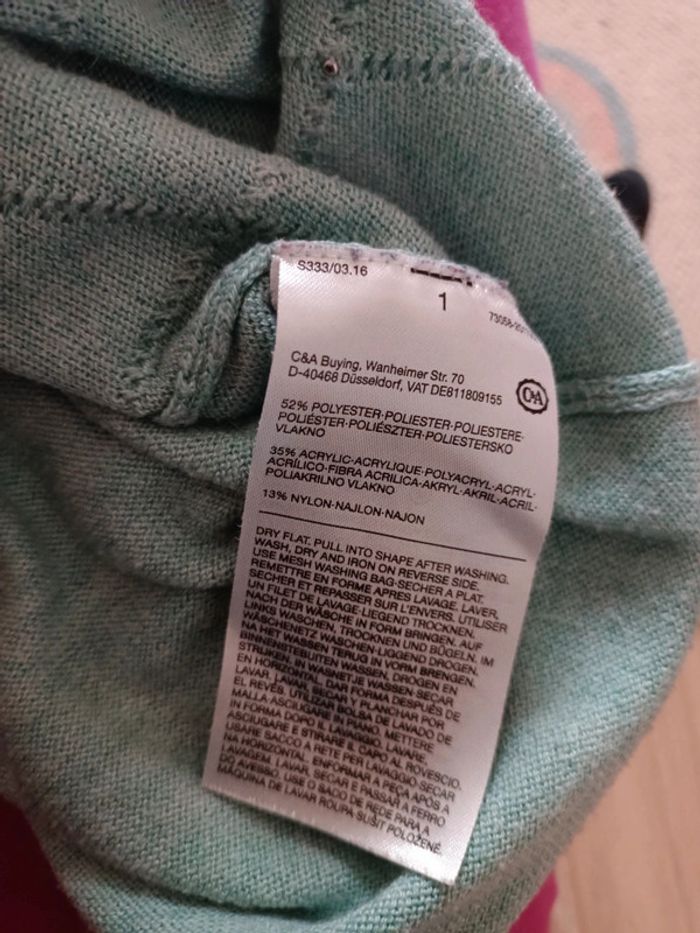 S333/03.16
1
C&A Buying, Wanheimer Str. 70
D-40468 Düsseldorf, VAT DE811809155
C&A
52% POLYESTER·POLIESTER·POLIESTERE·
POLIÉSTER·POLIÉSZTER·POLIESTERSKO
VLAKNO
35% ACRYLIC·ACRYLIQUE·POLYACRYL·ACRYL·
ACRÍLICO·FIBRA ACRILICA·AKRYL·AKRIL·ACRIL·
POLIAKRILNO VLAKNO
13% NYLON·NAJLON·NAJON
DRY FLAT. PULL INTO SHAPE AFTER WASHING.
WASH, DRY AND IRON ON REVERSE SIDE.
USE MESH WASHING BAG·SECHER A PLAT.
REMETTRE EN FORME APRES LAVAGE. LAVER,
SECHER ET REPASSER SUR L'ENVERS. UTILISER
UN FILET DE LAVAGE·LIEGEND TROCKNEN.
NACH DER WÄSCHE IN FORM BRINGEN. AUF
LINKS WASCHEN, TROCKNEN UND BÜGELN. IM
WÄSCHENETZ WASCHEN·LIGGEND DROGEN.
NA HET WASSEN TERUG IN VORM BRENGEN.
BINNENSTEBUITEN WASSEN, DROGEN EN
STRIJKEN. IN WASNETJE WASSEN·SECAR
EN HORIZONTAL. DAR FORMA DESPUÉS DE
LAVAR. LAVAR, SECAR Y PLANCHAR POR
EL REVÉS. UTILIZAR BOLSA DE LAVADO DE
MALLA·ASCIUGARE IN PIANO. METTERE
IN FORMA DOPO IL LAVAGGIO. LAVARE,
ASCIUGARE E STIRARE IL CAPO AL ROVESCIO.
USARE SACCO A RETE PER LAVAGGIO·SECAR
NA HORIZONTAL. ENFORMAR A PEÇA APÓS A
LAVAGEM. LAVAR, SECAR E PASSAR A FERRO
DO AVESSO. USE O SACO DE REDE PARA A
MÁQUINA DE LAVAR ROUPA·SUŠIT POLOŽENÉ.